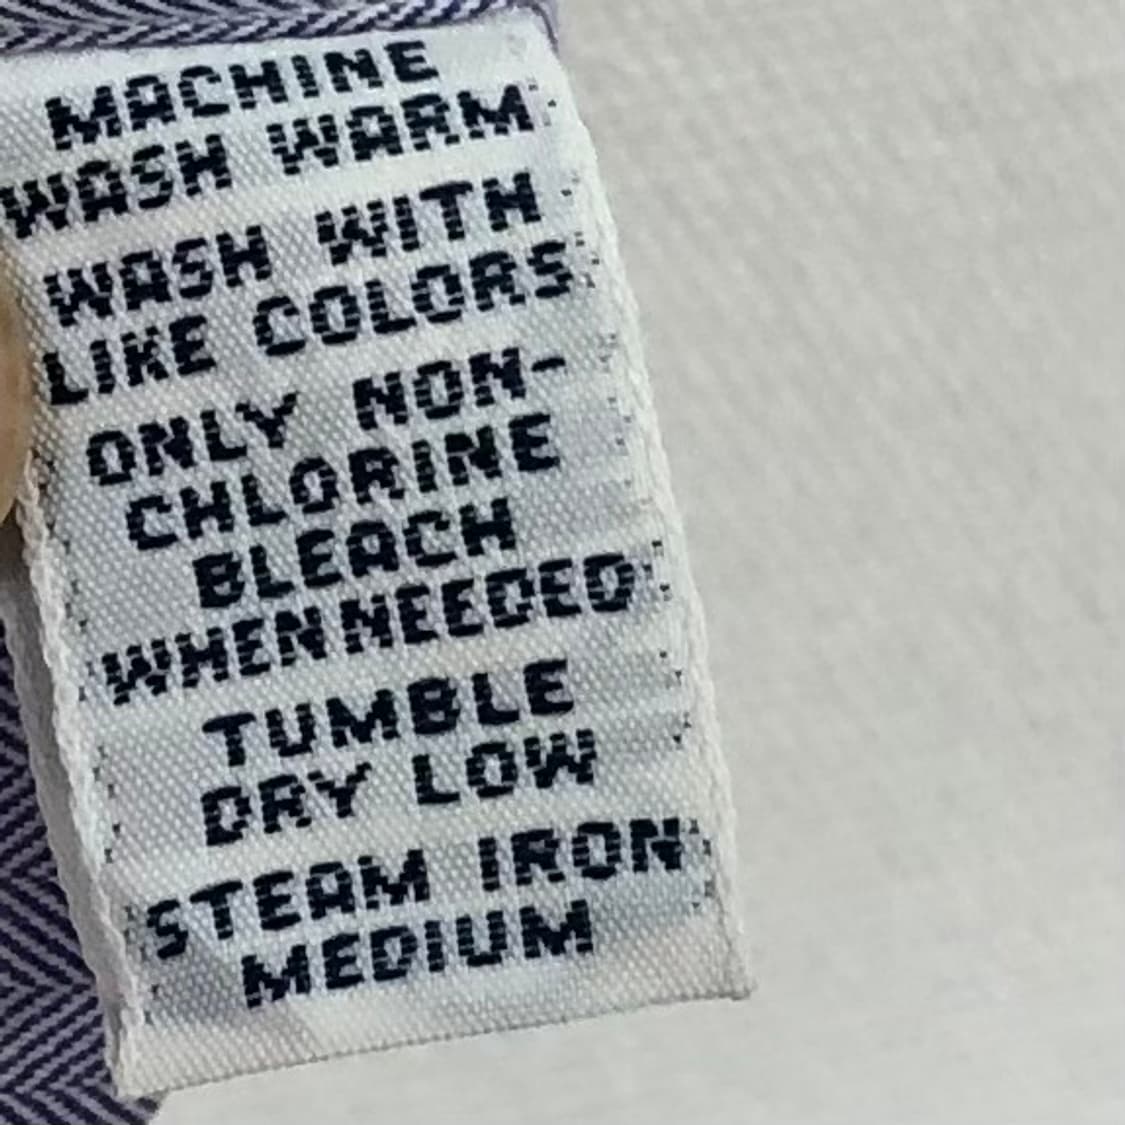 MACHINE
WASH WARM
WASH WITH
LIKE COLORS
ONLY NON-
CHLORINE
BLEACH
WHEN NEEDED
TUMBLE
DRY LOW
STEAM IRON
MEDIUM